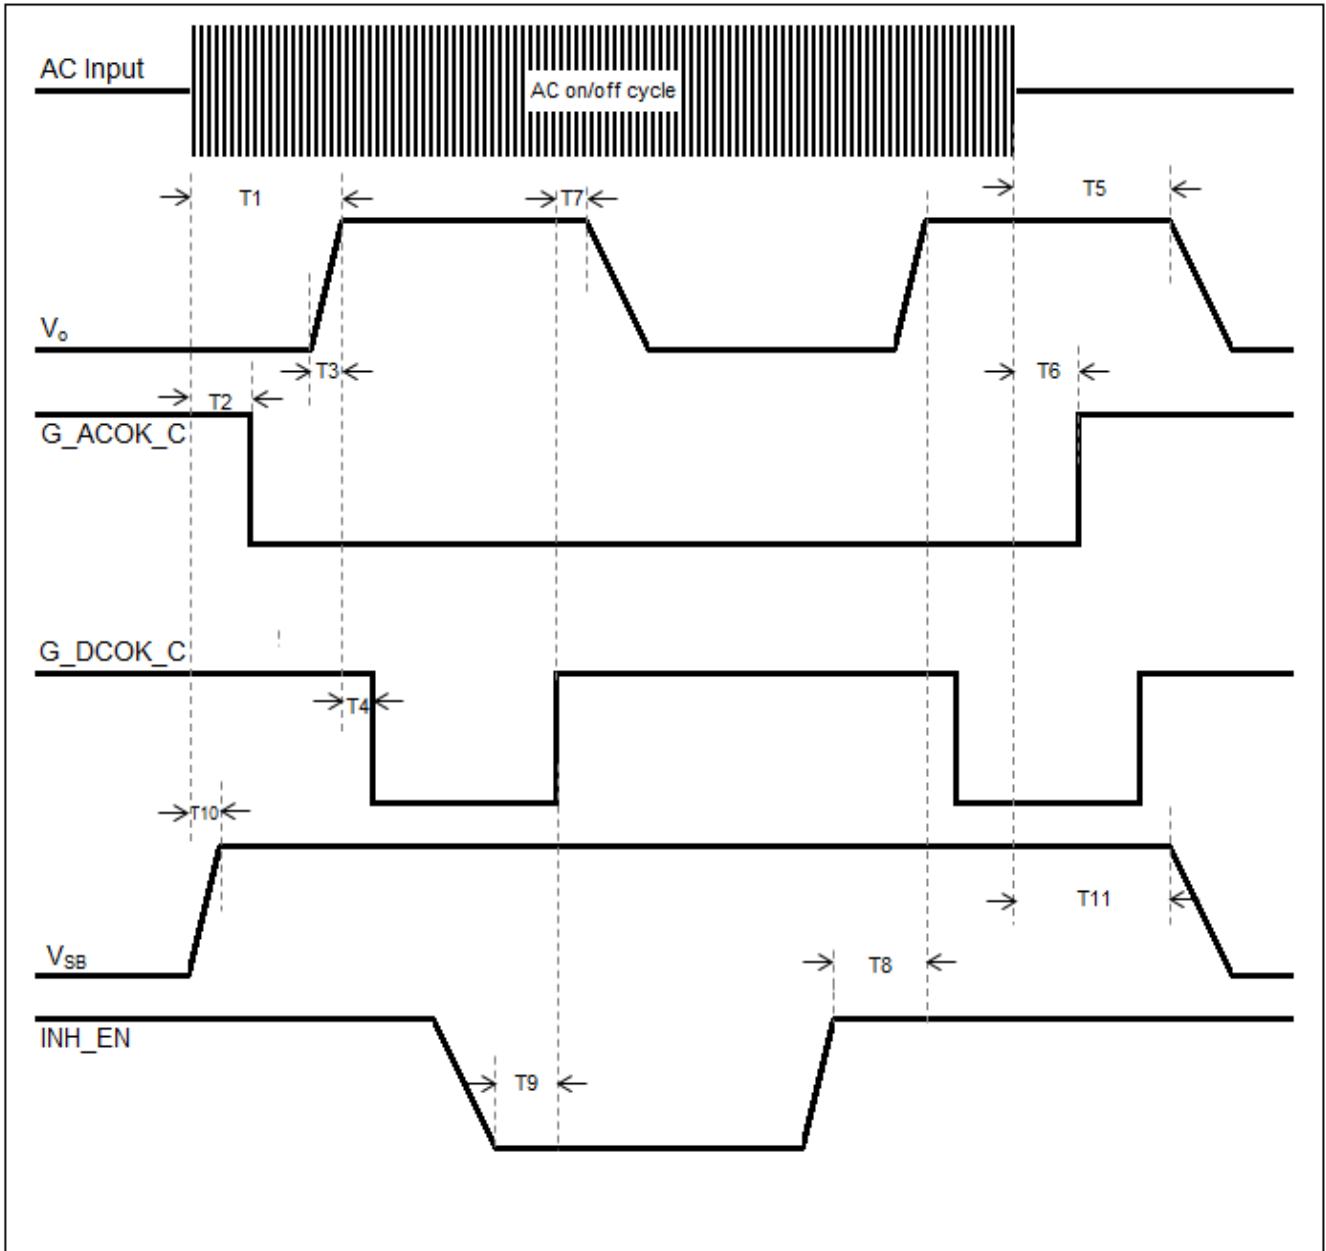 AC Input
AC on/off cycle
T1
T7
T5
Vo
T3
T6
T2
G_ACOK_C
G_DCOK_C
T4
T10
T11
VSB
T8
INH_EN
T9